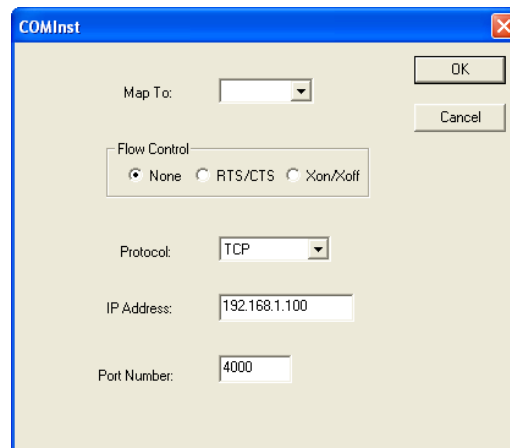 COMInst
OK
Map To:
Cancel
Flow Control
None RTS/CTS Xon/Xoff
Protocol: TCP
IP Address: 192.168.1.100
Port Number: 4000